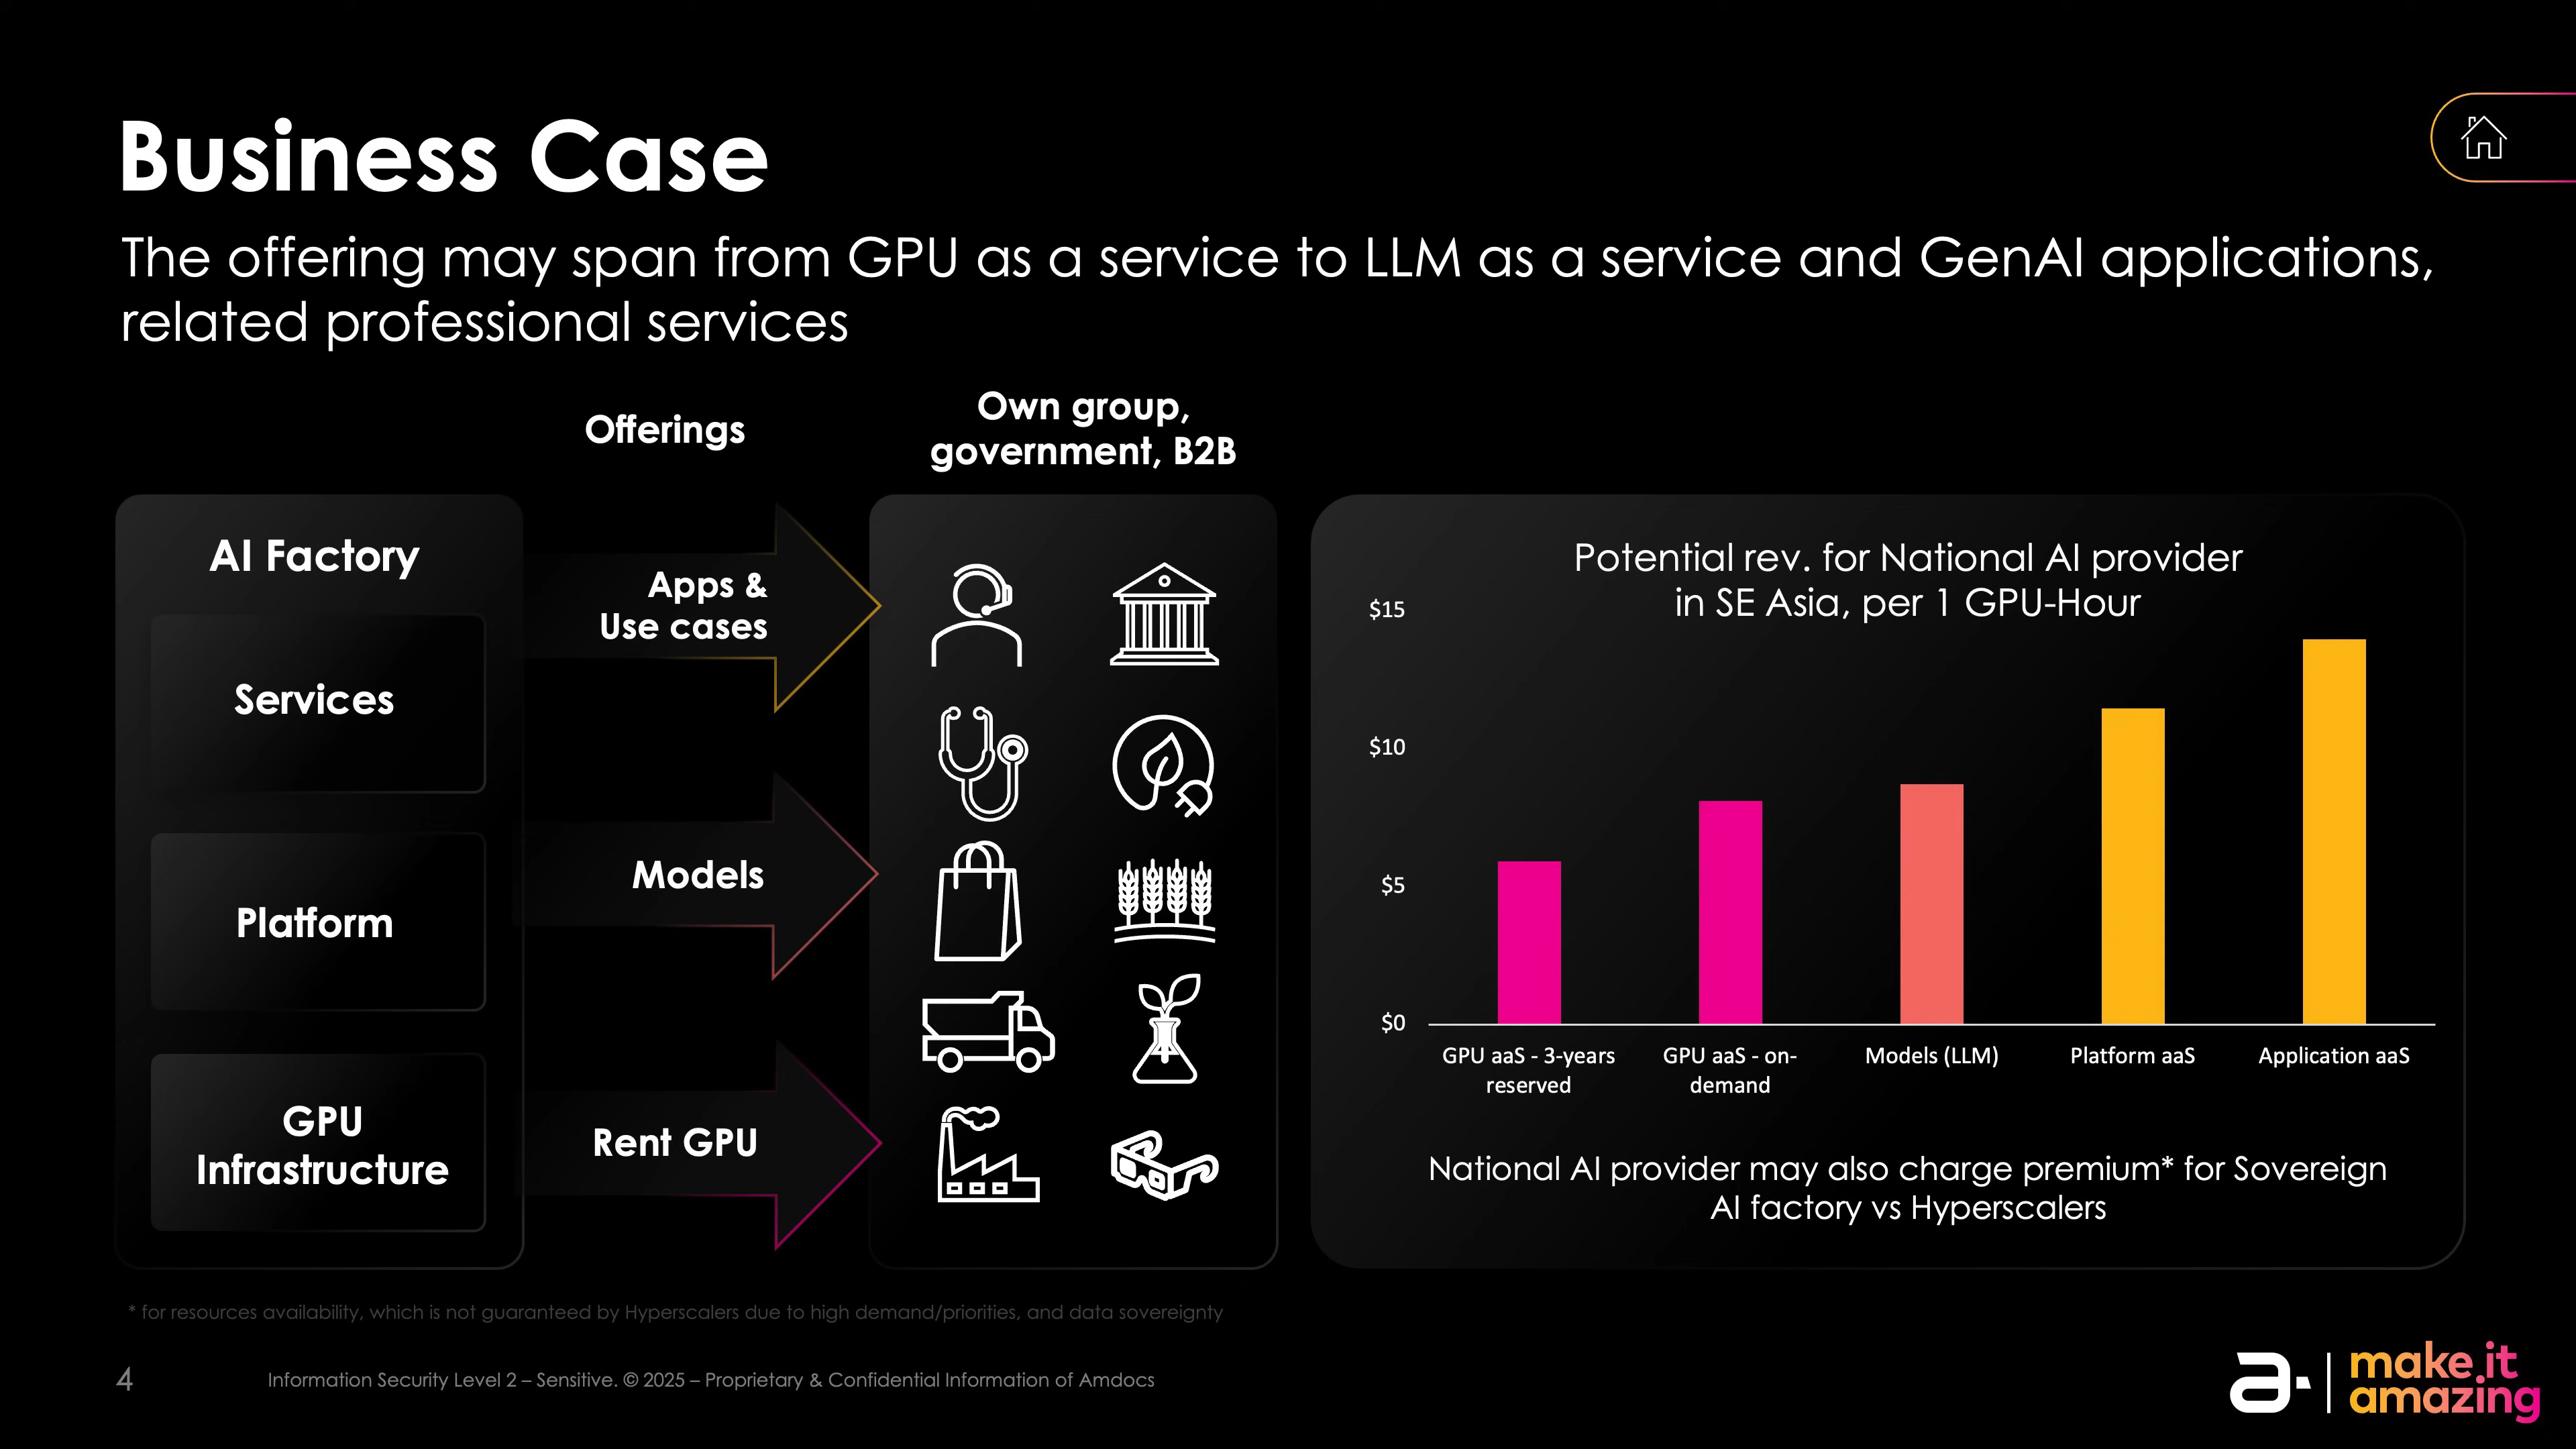 Business Case
The offering may span from GPU as a service to LLM as a service and GenAI applications,
related professional services
Offerings
Own group,
government, B2B
AI Factory
Services
Platform
GPU
Infrastructure
Apps &
Use cases
Models
Rent GPU
Potential rev. for National AI provider
in SE Asia, per 1 GPU-Hour
$15
$10
$5
$0
GPU aaS - 3-years
reserved
GPU aaS - on-
demand
Models (LLM)
Platform aaS
Application aaS
National AI provider may also charge premium* for Sovereign
AI factory vs Hyperscalers
* for resources availability, which is not guaranteed by Hyperscalers due to high demand/priorities, and data sovereignty
4
Information Security Level 2 – Sensitive. © 2025 – Proprietary & Confidential Information of Amdocs
a
make it
amazing